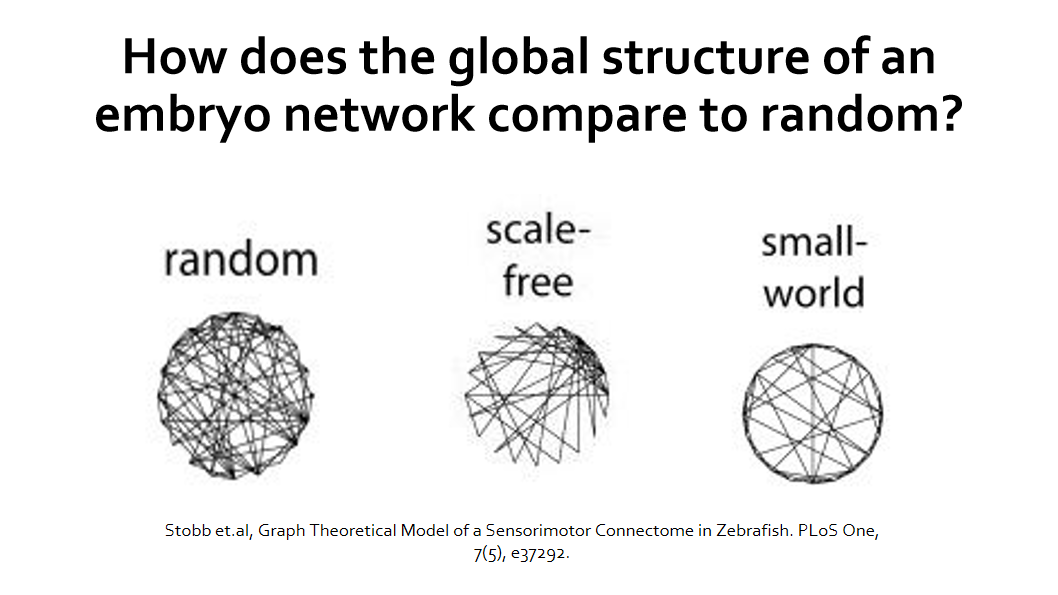 How does the global structure of an
embryo network compare to random?
random
scale-
free
small-
world
Stobb et.al, Graph Theoretical Model of a Sensorimotor Connectome in Zebrafish. PLoS One,
7(5), e37292.